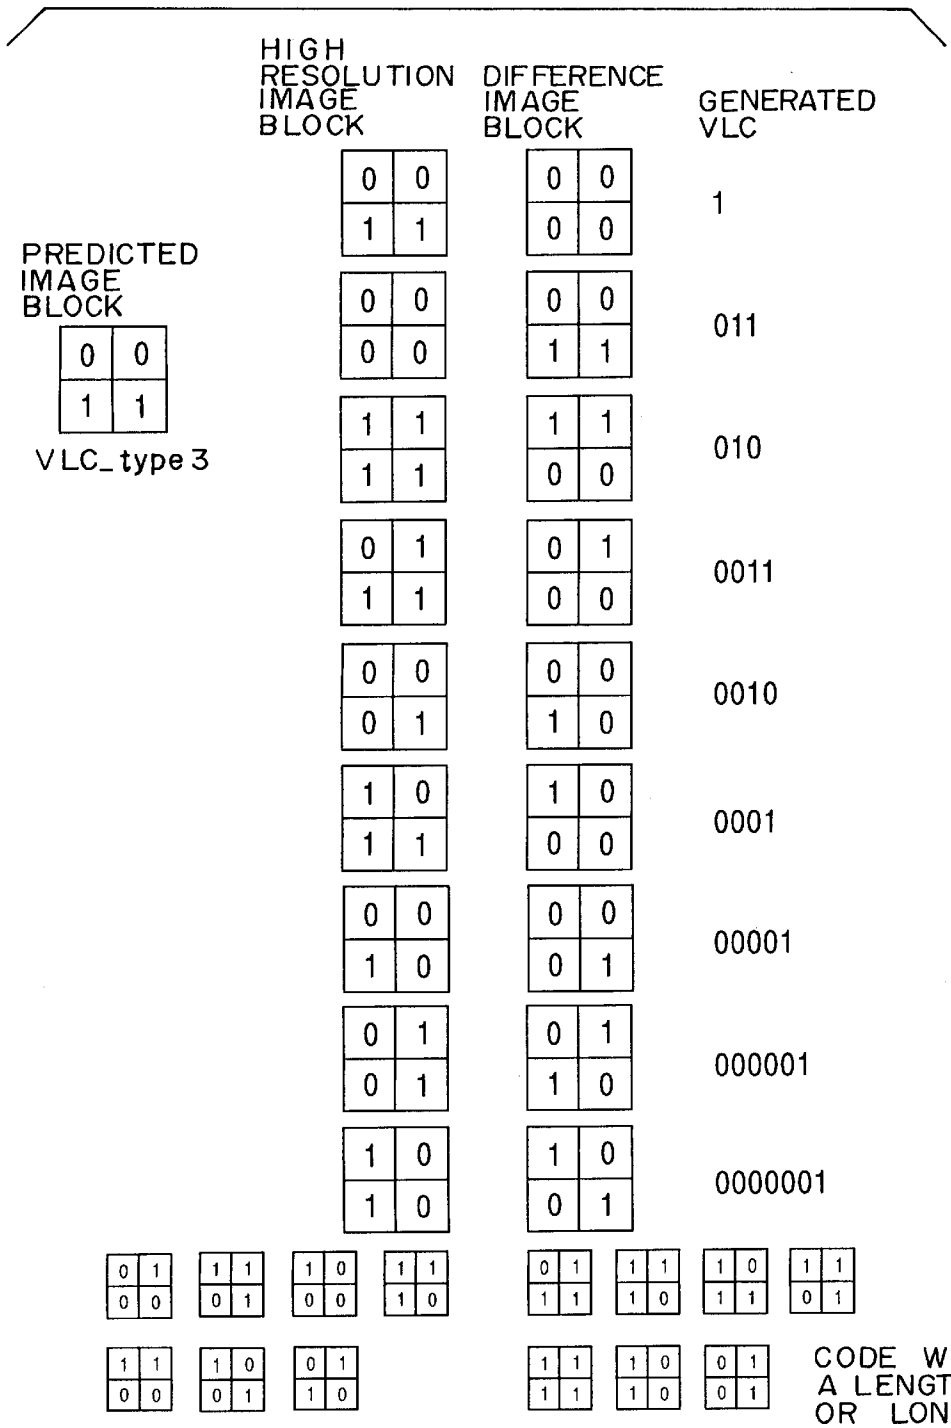 HIGH
RESOLUTION
IMAGE
BLOCK
DIFFERENCE
IMAGE
BLOCK
GENERATED
VLC
PREDICTED
IMAGE
BLOCK
0 0
1 1
VLC_type 3
0 0 0 0
1 1 0 0
1
0 0 0 0
0 0 1 1
011
1 1 1 1
1 1 0 0
010
0 1 0 1
1 1 0 0
0011
0 0 0 0
0 1 1 0
0010
1 0 1 0
1 1 0 0
0001
0 0 0 0
1 0 0 1
00001
0 1 0 1
0 1 1 0
000001
1 0 1 0
1 0 0 1
0000001
0 1 1 1 1 0 1 1 0 1 1 1 1 0 1 1
0 0 0 1 0 0 1 0 1 1 1 0 1 1 0 1
1 1 1 0 0 1 1 1 1 0 0 1
0 0 0 1 1 0 1 1 1 0 0 1
CODE W
A LENGT
OR LON